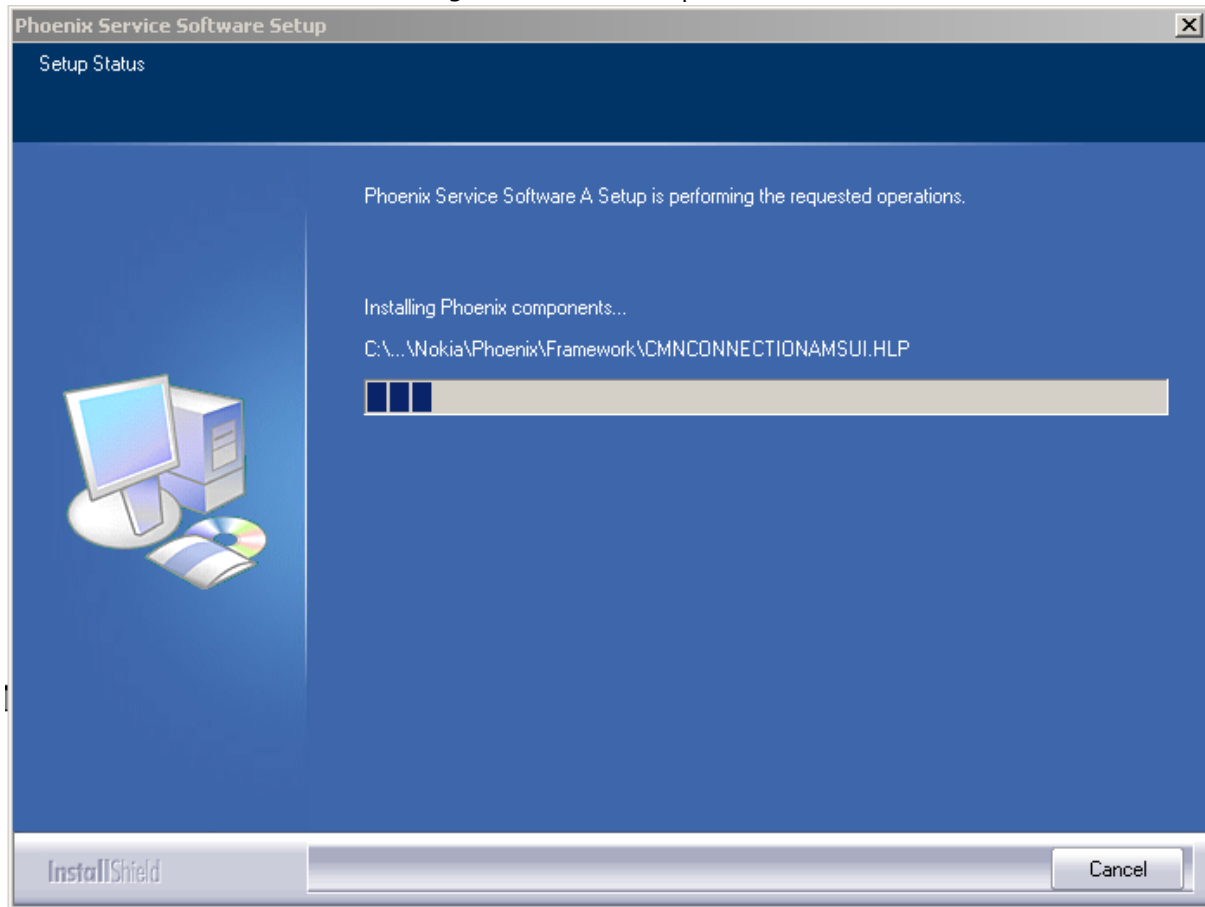 Phoenix Service Software Setup
Setup Status
Phoenix Service Software A Setup is performing the requested operations.
Installing Phoenix components...
C:\...\Nokia\Phoenix\Framework\CMNCONNECTIONAMSUI.HLP
InstallShield
Cancel